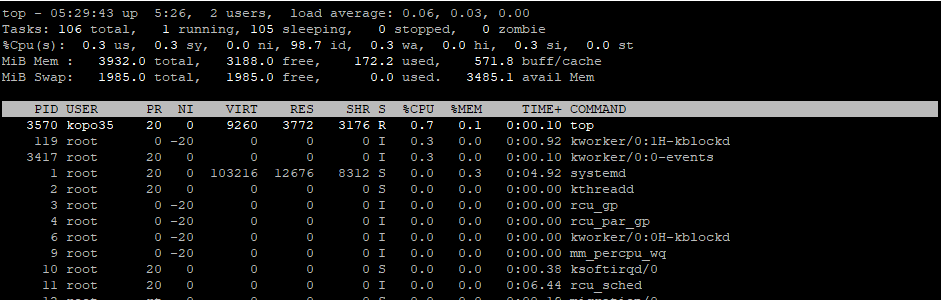 top - 05:29:43 up  5:26,  2 users,  load average: 0.06, 0.03, 0.00
Tasks: 106 total,   1 running, 105 sleeping,   0 stopped,   0 zombie
%Cpu(s):  0.3 us,  0.3 sy,  0.0 ni, 98.7 id,  0.3 wa,  0.0 hi,  0.3 si,  0.0 st
MiB Mem :   3932.0 total,   3188.0 free,    172.2 used,    571.8 buff/cache
MiB Swap:   1985.0 total,   1985.0 free,      0.0 used.   3485.1 avail Mem
PID USER      PR  NI    VIRT    RES    SHR S  %CPU  %MEM     TIME+ COMMAND
3570 kopo35    20   0    9260   3772   3176 R   0.7   0.1   0:00.10 top
119 root       0 -20       0      0      0 I   0.3   0.0   0:00.92 kworker/0:1H-kblockd
3417 root      20   0       0      0      0 I   0.3   0.0   0:00.10 kworker/0:0-events
1 root      20   0  103216  12676   8312 S   0.0   0.3   0:04.92 systemd
2 root      20   0       0      0      0 S   0.0   0.0   0:00.00 kthreadd
3 root       0 -20       0      0      0 I   0.0   0.0   0:00.00 rcu_gp
4 root       0 -20       0      0      0 I   0.0   0.0   0:00.00 rcu_par_gp
6 root       0 -20       0      0      0 I   0.0   0.0   0:00.00 kworker/0:0H-kblockd
9 root       0 -20       0      0      0 I   0.0   0.0   0:00.00 mm_percpu_wq
10 root      20   0       0      0      0 S   0.0   0.0   0:00.38 ksoftirqd/0
11 root      20   0       0      0      0 I   0.0   0.0   0:06.44 rcu_sched